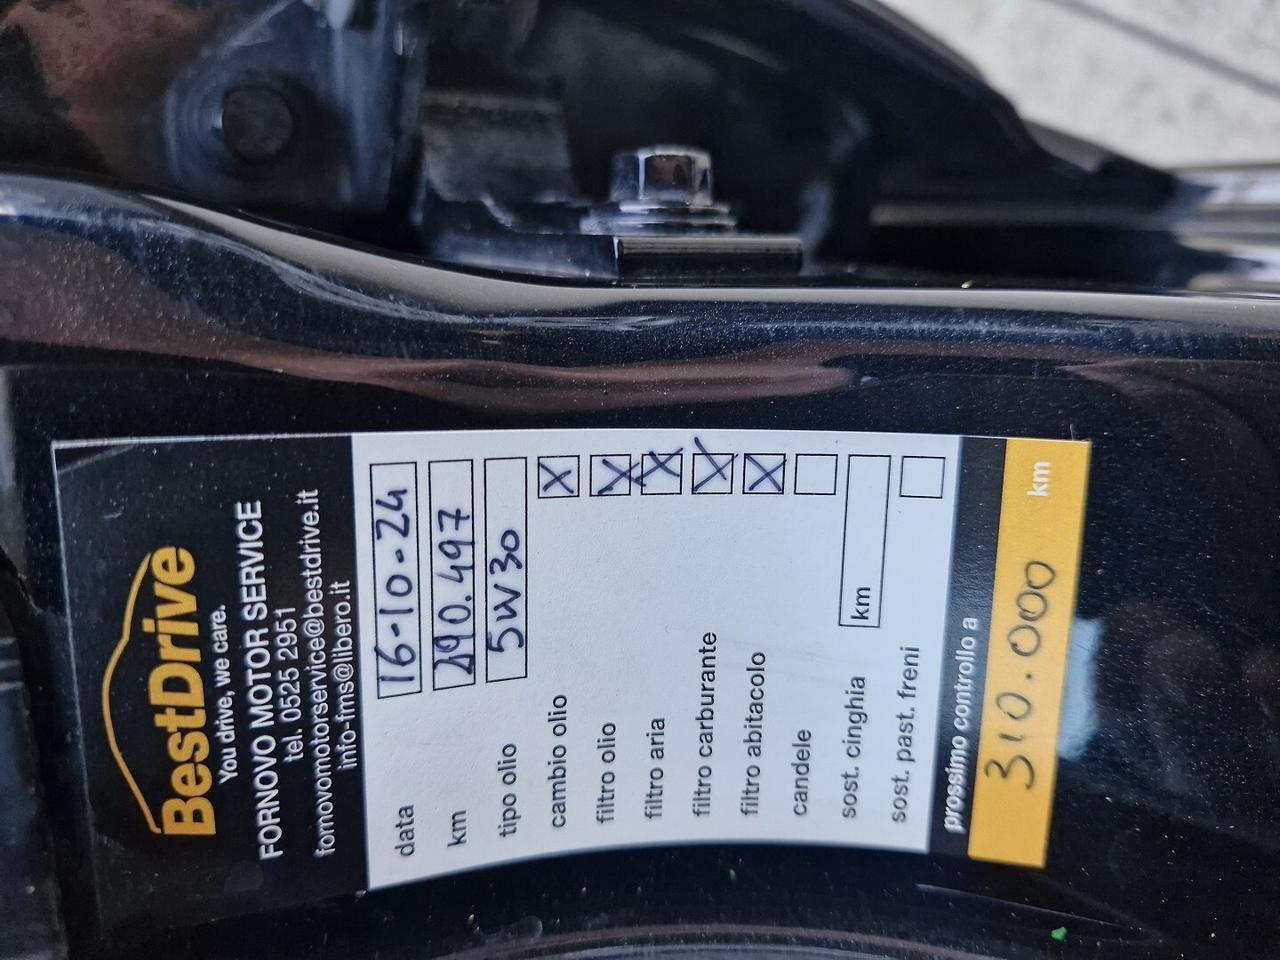 BestDrive
You drive, we care.
FORNOVO MOTOR SERVICE
tel. 0525 2951
fornovomotorservice@bestdrive.it
info-fms@libero.it
data 16-10-24
km 290.497
tipo olio 5W30
cambio olio X
filtro olio X
filtro aria X
filtro carburante X
filtro abitacolo X
candele
sost. cinghia km
sost. past. freni
prossimo controllo a
310.000 km